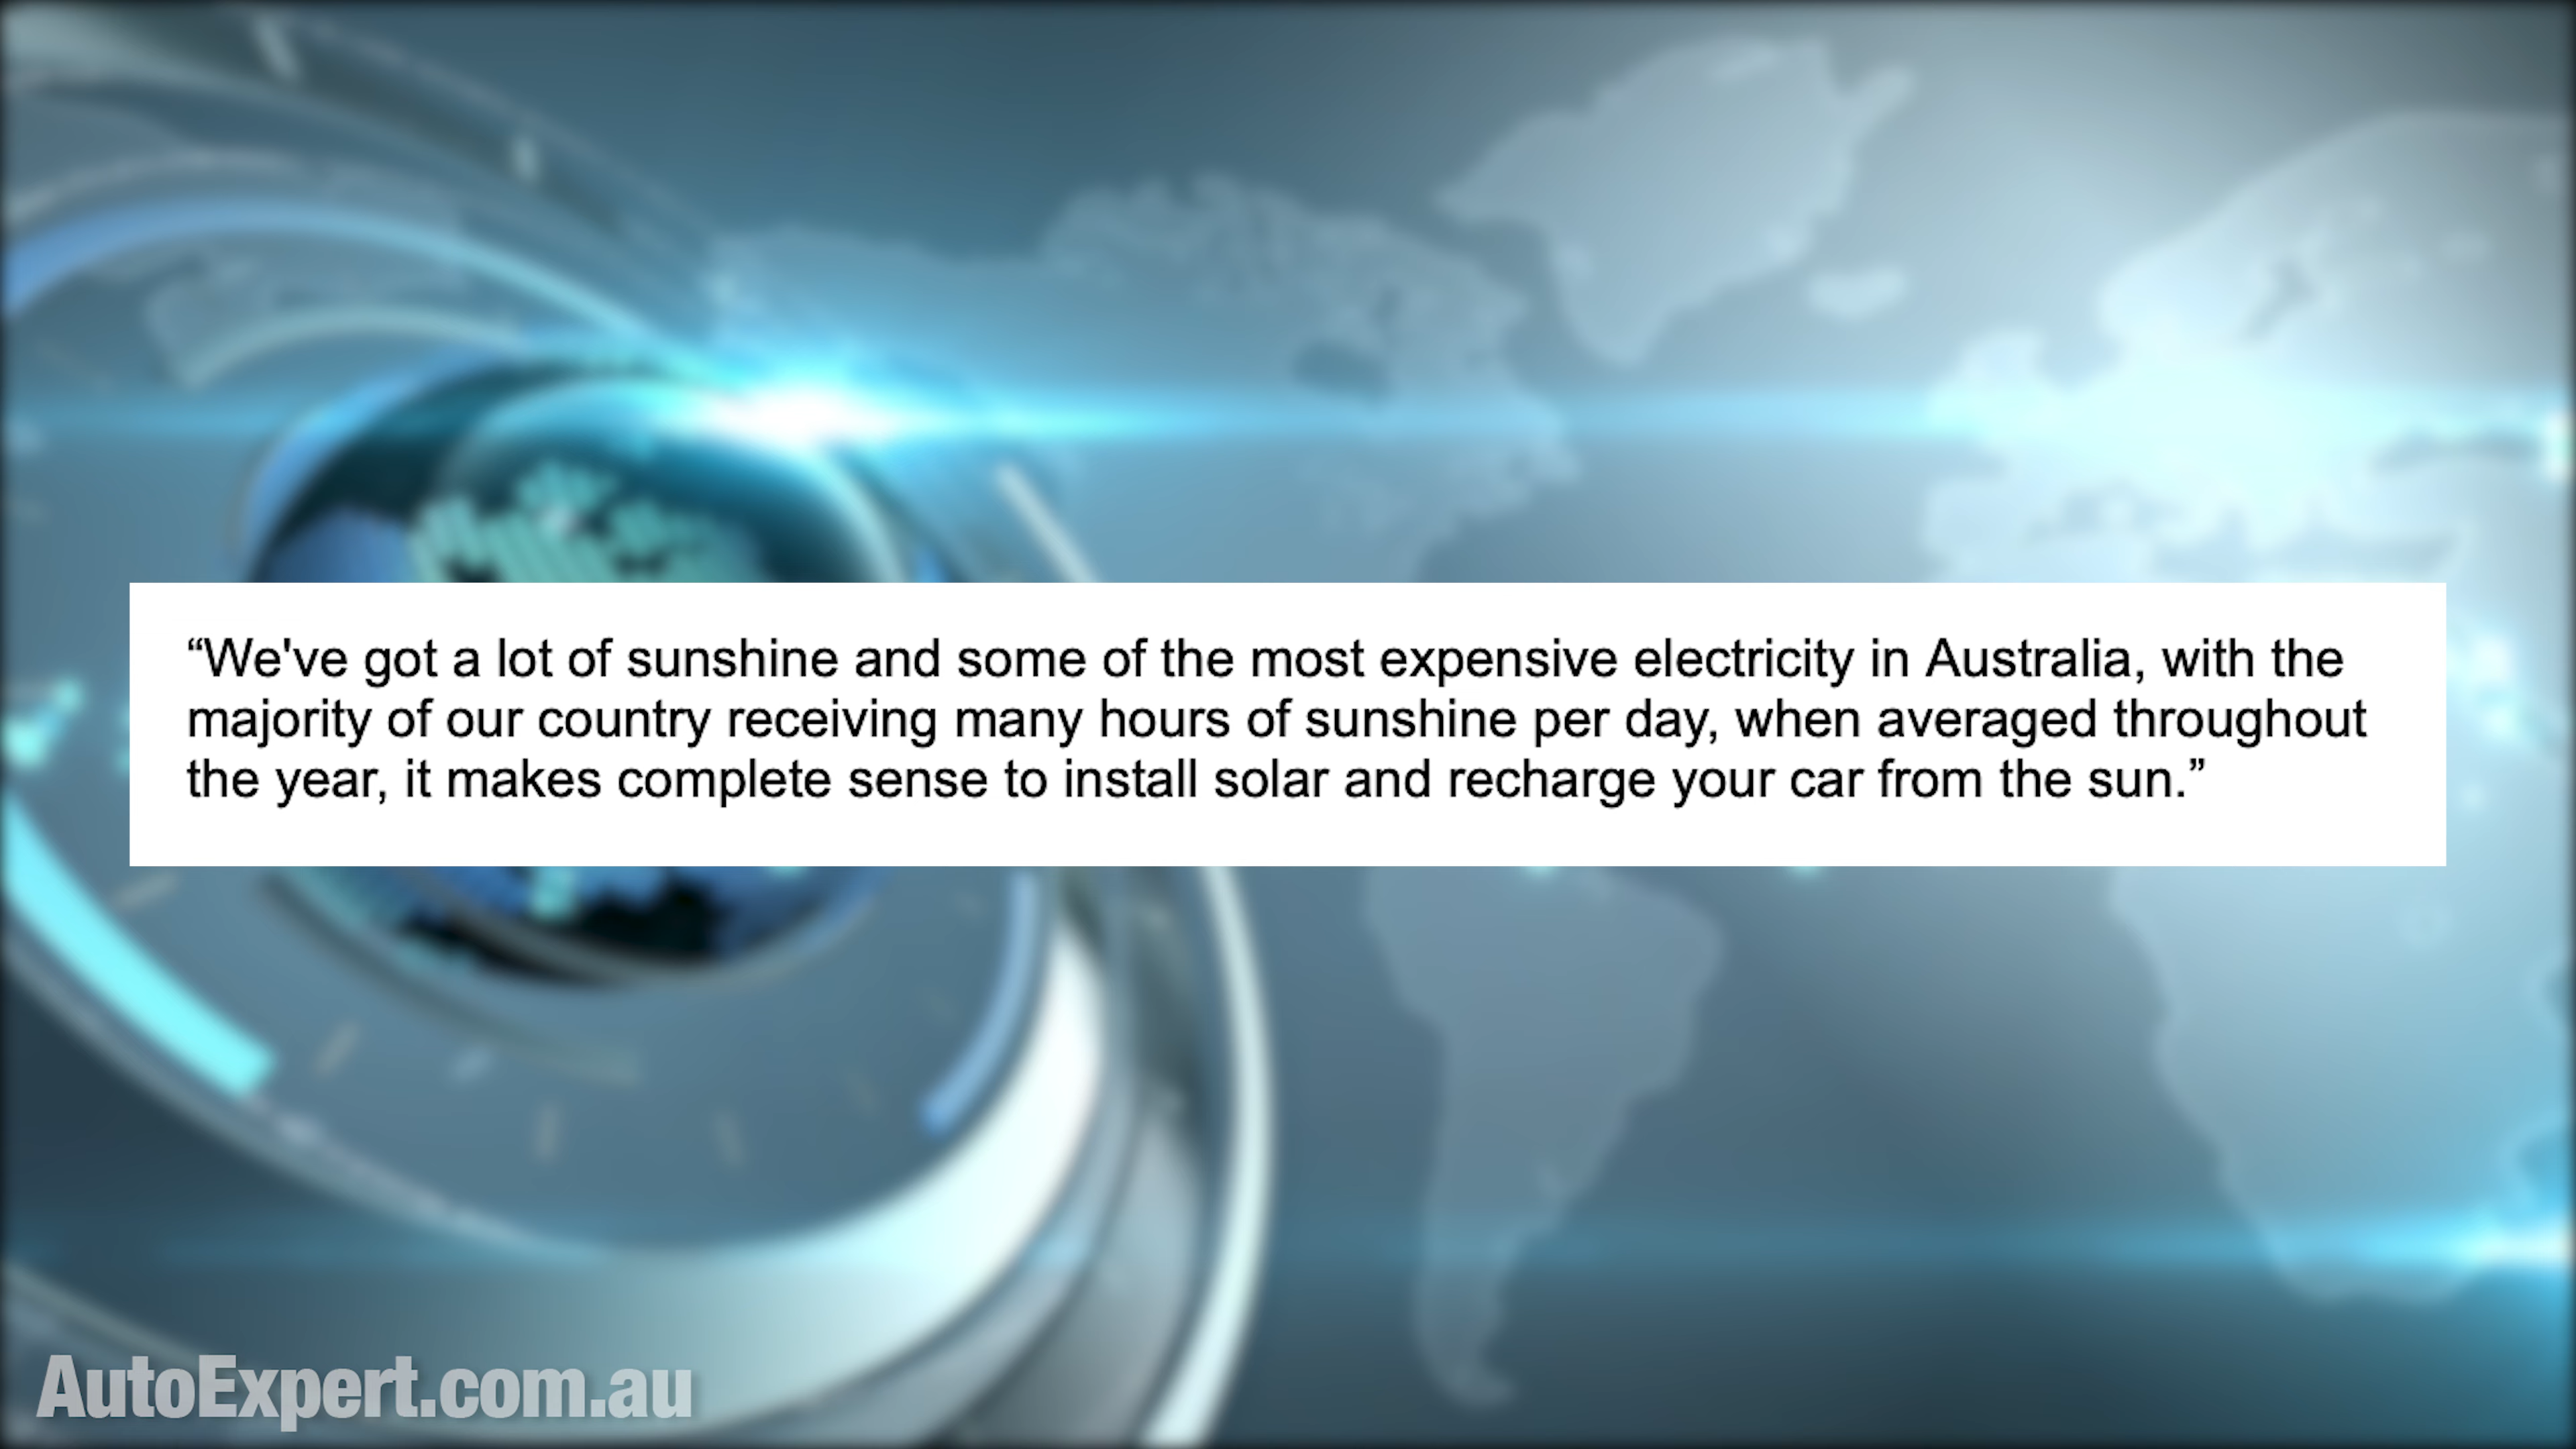 “We've got a lot of sunshine and some of the most expensive electricity in Australia, with the
majority of our country receiving many hours of sunshine per day, when averaged throughout
the year, it makes complete sense to install solar and recharge your car from the sun.”
AutoExpert.com.au